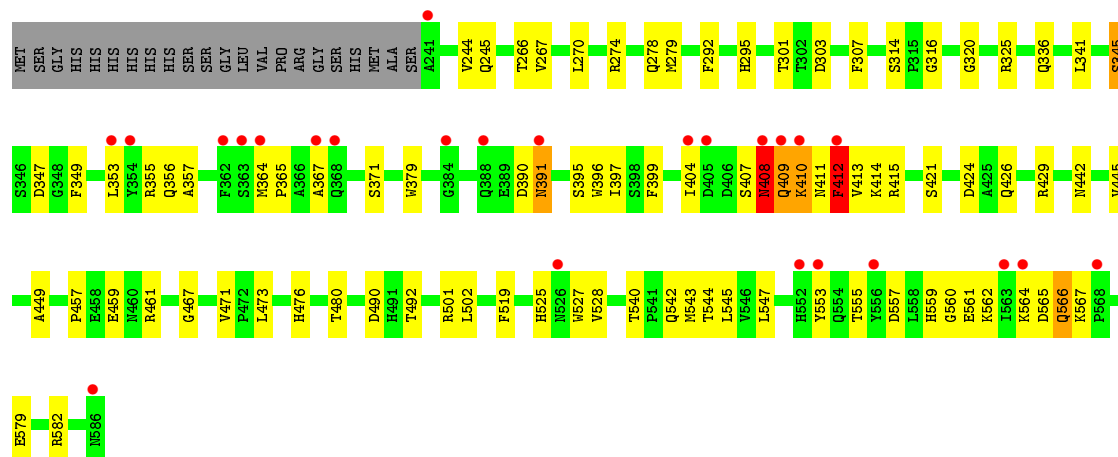 MET SER GLY HIS HIS HIS HIS HIS HIS SER SER GLY LEU VAL PRO ARG GLY SER HIS MET ALA SER A241 V244 Q245 T266 V267 L270 R274 Q278 M279 F292 H295 T301 T302 D303 F307 S314 P315 G316 G320 R325 Q336 L341 S345
S346 D347 G348 F349 L353 Y354 R355 Q356 A357 F362 S363 M364 P365 A366 A367 Q368 S371 W379 G384 Q388 E389 D390 N391 S395 W396 I397 S398 F399 I404 D405 D406 S407 N408 Q409 K410 N411 F412 V413 K414 R415 S421 D424 A425 Q426 R429 N442 V445
A449 P457 E458 E459 N460 R461 G467 V471 P472 L473 H476 T480 D490 H491 T492 R501 L502 F519 H525 N526 W527 V528 T540 P541 Q542 M543 T544 L545 V546 L547 H552 Y553 Q554 T555 Y556 D557 L558 H559 G560 E561 K562 I563 K564 D565 Q566 K567 P568
E579 R582 N586